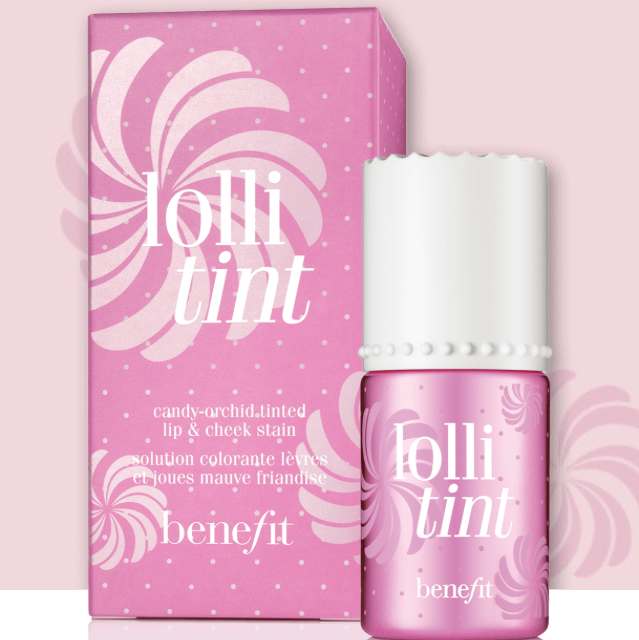 lolli
tint
candy-orchid tinted
lip & cheek stain
solution colorante lèvres
et joues mauve friandise
benefit
lolli
tint
benefit